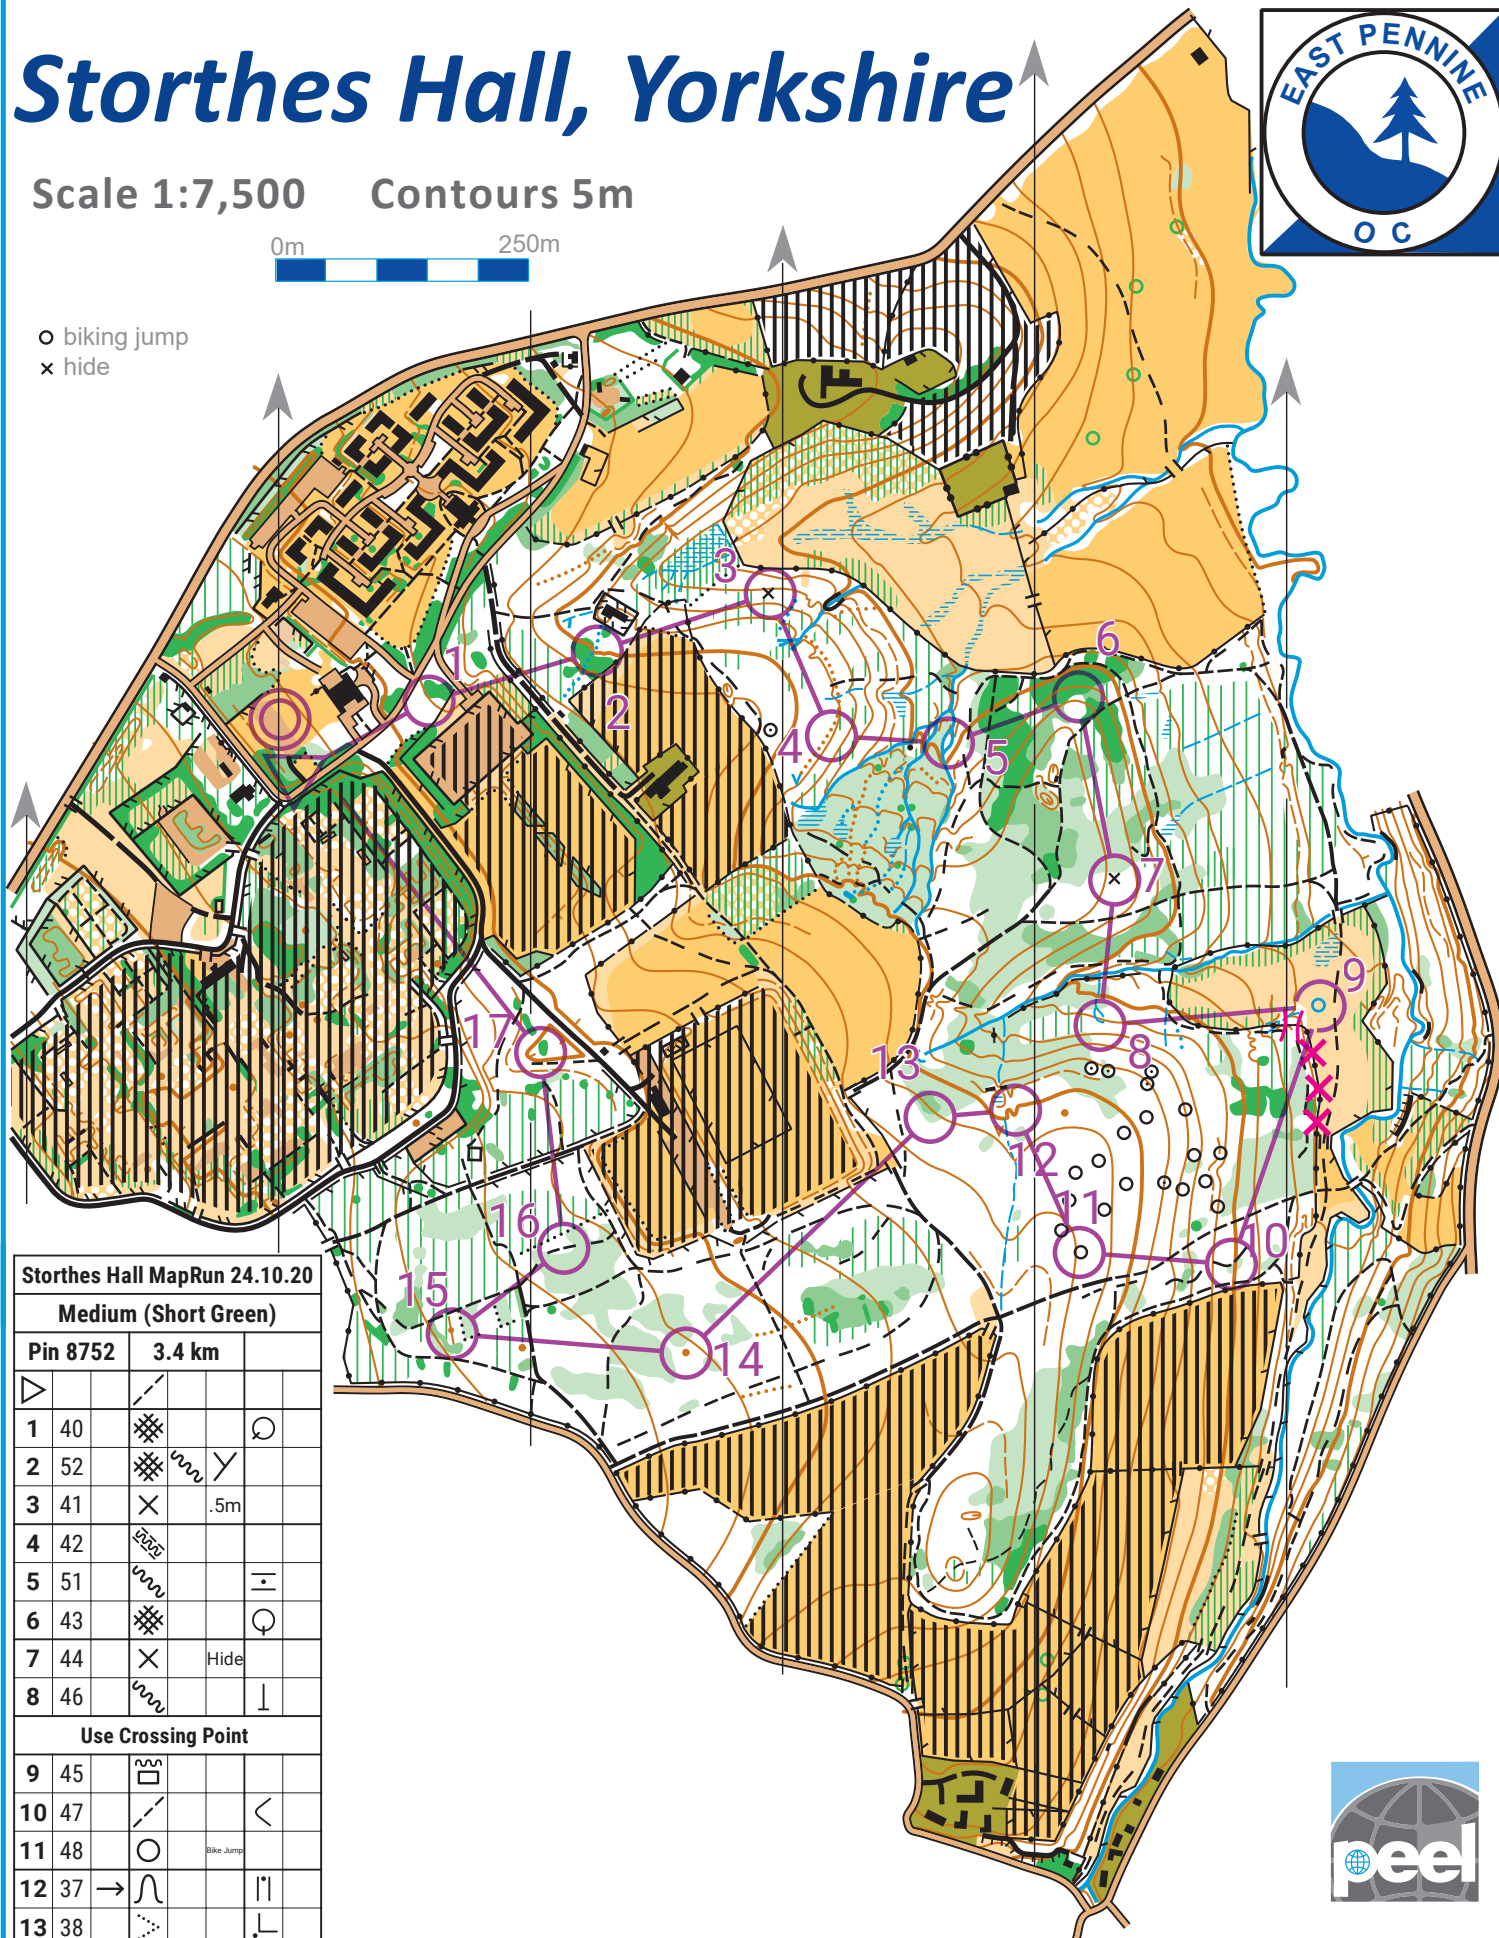 Storthes Hall, Yorkshire
EAST PENNINE
O C
Scale 1:7,500 Contours 5m
0m 250m
biking jump
hide
1
2
3
4
5
6
7
8
9
10
11
12
13
14
15
16
17
Storthes Hall MapRun 24.10.20
Medium (Short Green)
Pin 8752 3.4 km
1 40
2 52
3 41 .5m
4 42
5 51
6 43
7 44 Hide
8 46
Use Crossing Point
9 45
10 47
11 48 Bike Jump
12 37
13 38
peel